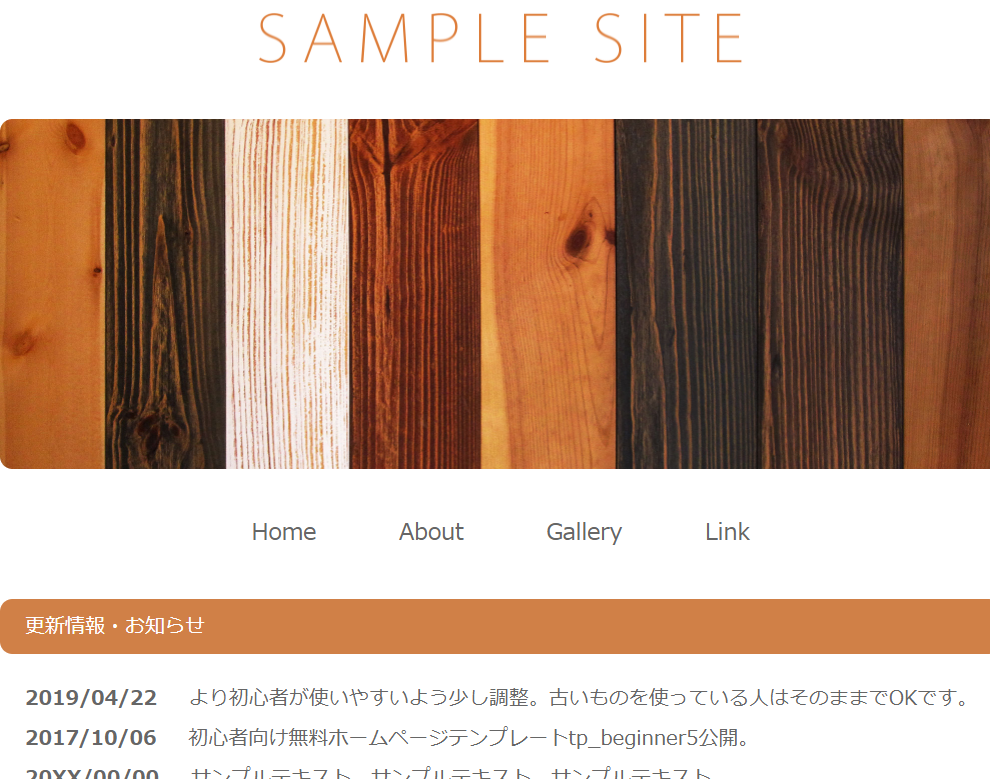 SAMPLE SITE
Home About Gallery Link
更新情報・お知らせ
2019/04/22 より初心者が使いやすいよう少し調整。古いものを使っている人はそのままでOKです。
2017/10/06 初心者向け無料ホームページテンプレートtp_beginner5公開。
20XX/00/00 サンプルテキスト。サンプルテキスト。サンプルテキスト。